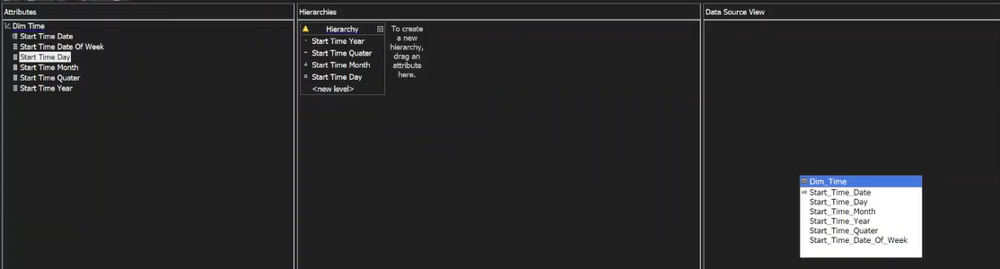 Attributes
Dim Time
Start Time Date
Start Time Date Of Week
Start Time Day
Start Time Month
Start Time Quater
Start Time Year
Hierarchies
Hierarchy
Start Time Year
Start Time Quater
Start Time Month
Start Time Day
<new level>
To create
a new
hierarchy,
drag an
attribute
here.
Data Source View
Dim_Time
Start_Time_Date
Start_Time_Day
Start_Time_Month
Start_Time_Year
Start_Time_Quater
Start_Time_Date_Of_Week